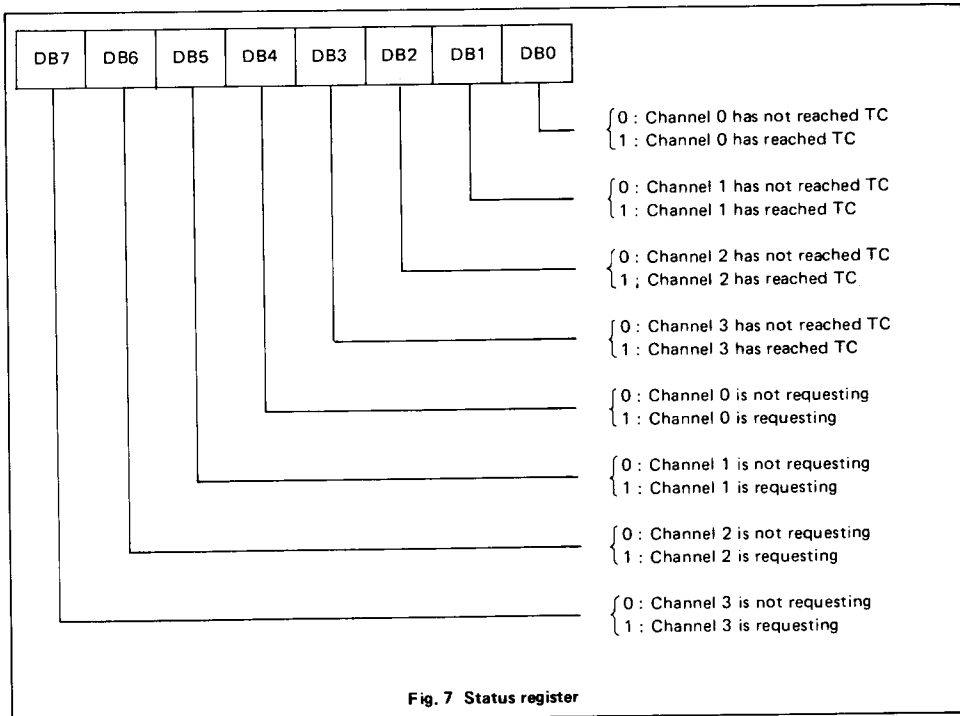 DB7 DB6 DB5 DB4 DB3 DB2 DB1 DB0
0 : Channel 0 has not reached TC
1 : Channel 0 has reached TC
0 : Channel 1 has not reached TC
1 : Channel 1 has reached TC
0 : Channel 2 has not reached TC
1 ; Channel 2 has reached TC
0 : Channel 3 has not reached TC
1 : Channel 3 has reached TC
0 : Channel 0 is not requesting
1 : Channel 0 is requesting
0 : Channel 1 is not requesting
1 : Channel 1 is requesting
0 : Channel 2 is not requesting
1 : Channel 2 is requesting
0 : Channel 3 is not requesting
1 : Channel 3 is requesting
Fig. 7 Status register